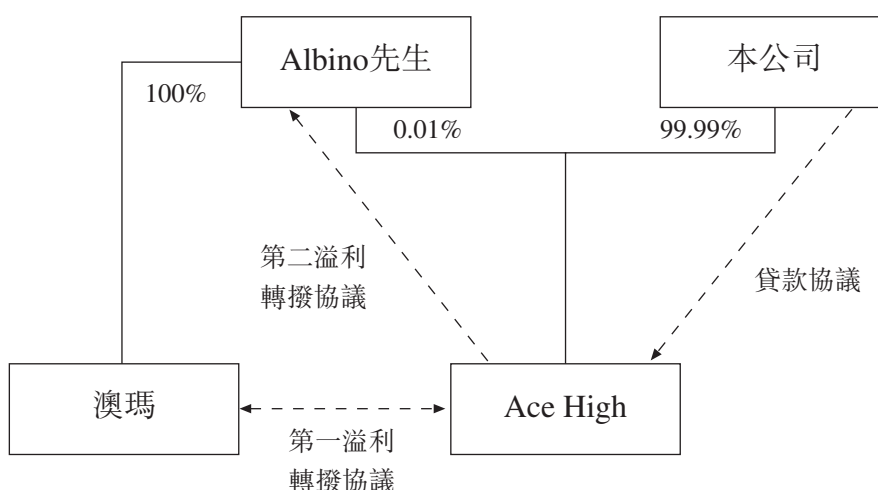 Albino先生
本公司
100%
0.01%
99.99%
第二溢利
轉撥協議
貸款協議
澳瑪
Ace High
第一溢利
轉撥協議